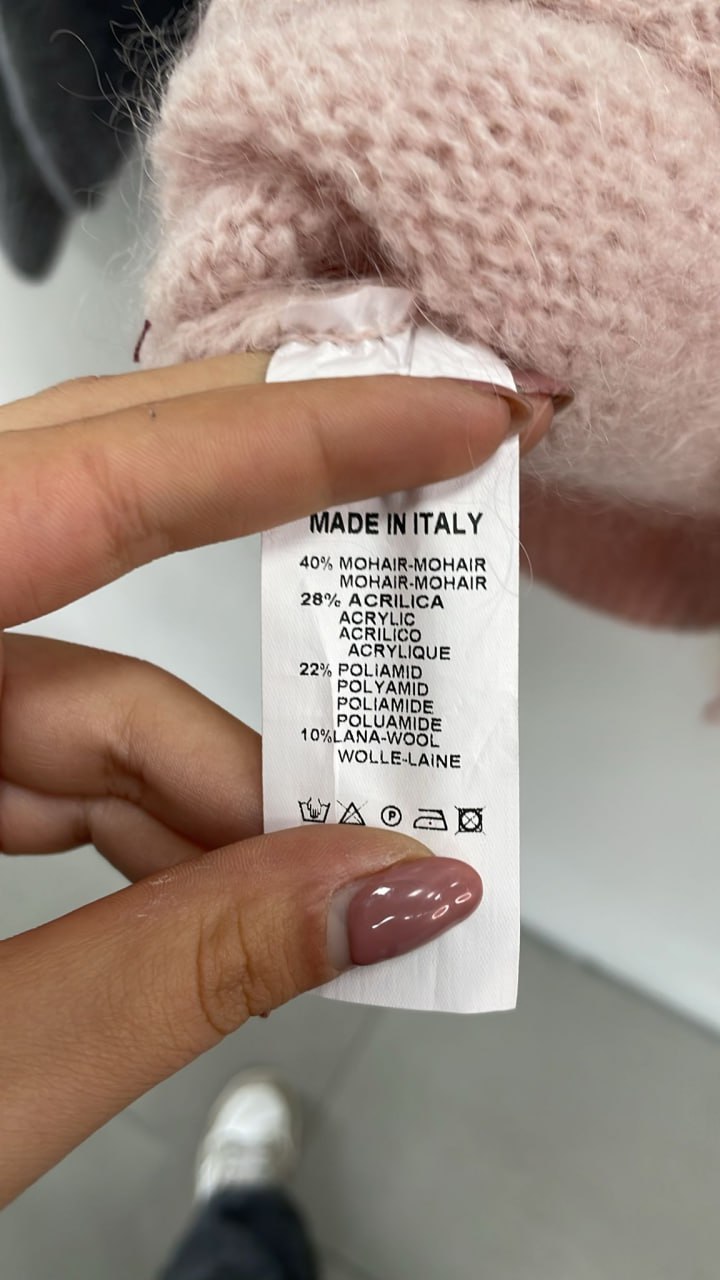 MADE IN ITALY
40% MOHAIR-MOHAIR
MOHAIR-MOHAIR
28% ACRILICA
ACRYLIC
ACRILICO
ACRYLIQUE
22% POLIAMID
POLYAMID
POLIAMIDE
POLUAMIDE
10%LANA-WOOL
WOLLE-LAINE
P